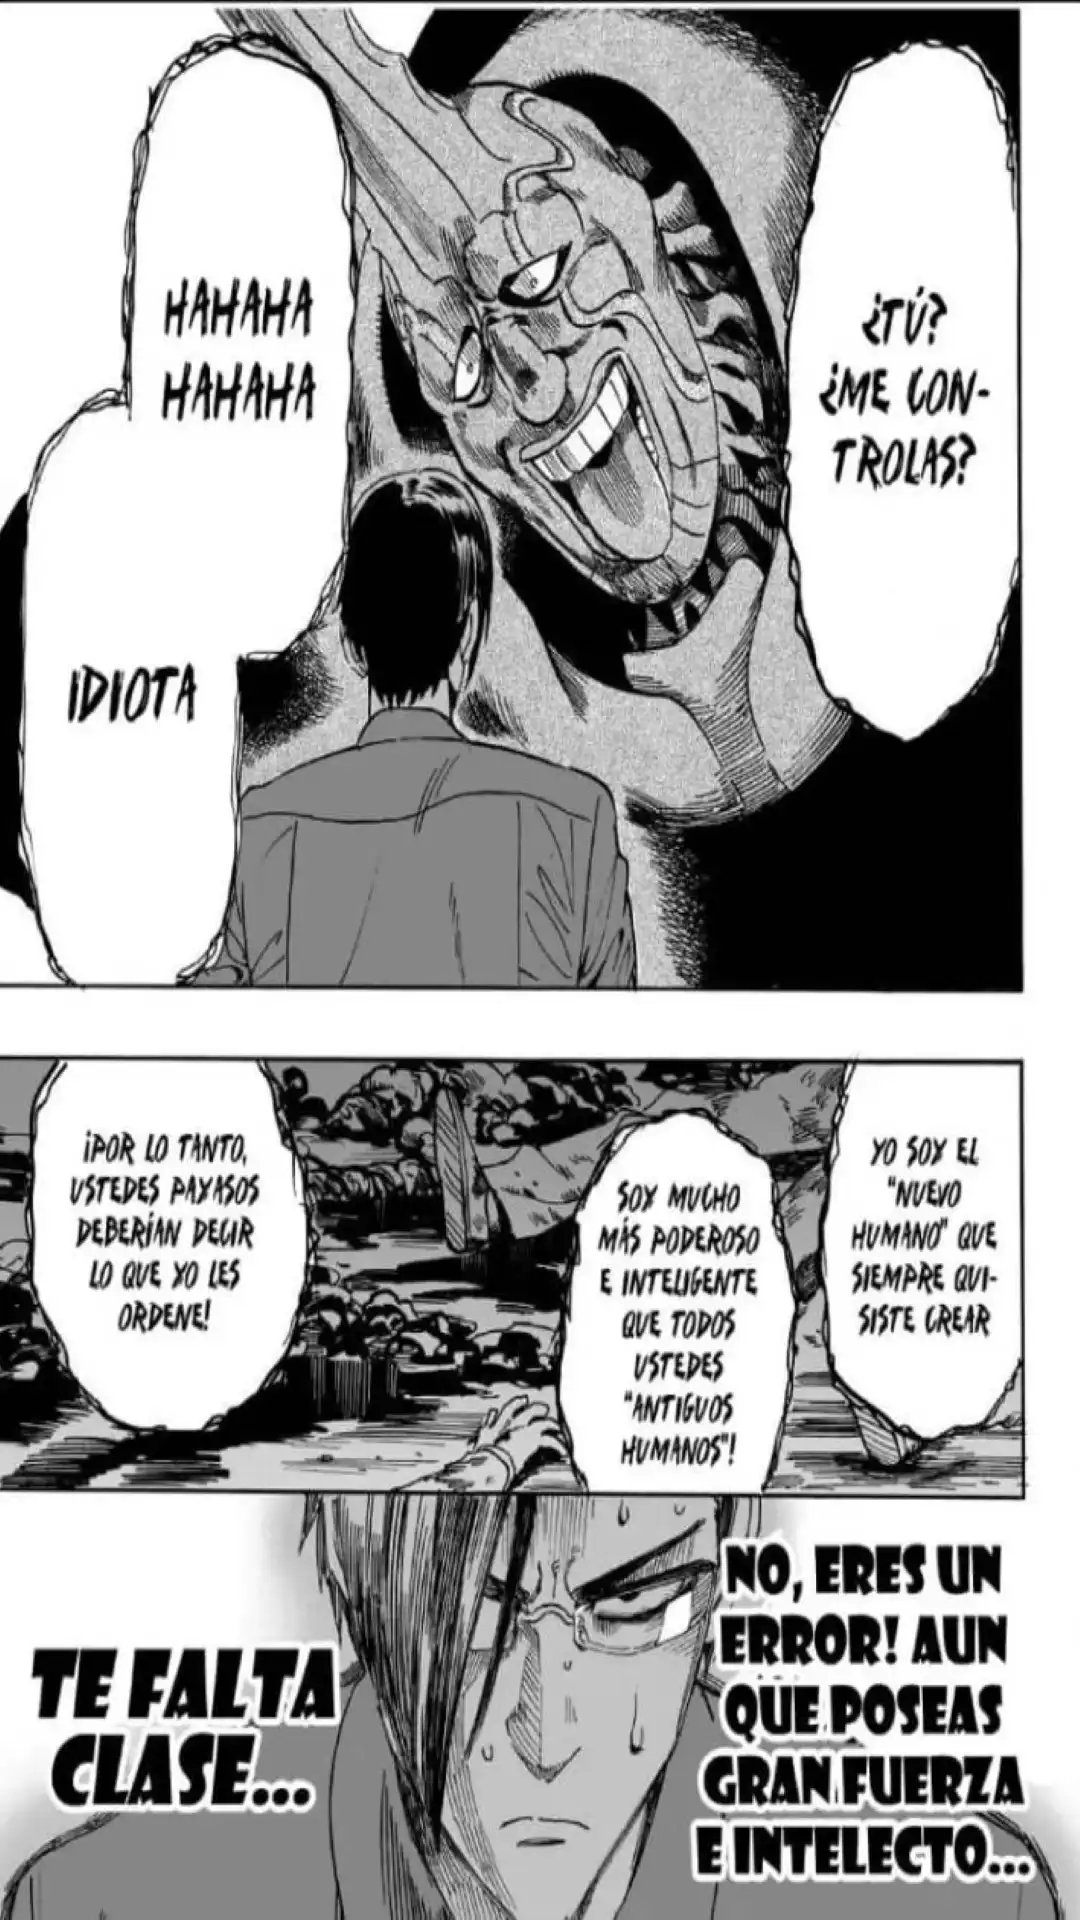 ¿TÚ?
¿ME CON-
TROLAS?
HAHAHA
HAHAHA
IDIOTA
YO SOY EL
"NUEVO
HUMANO" QUE
SIEMPRE QUI-
SISTE CREAR
SOY MUCHO
MÁS PODEROSO
E INTELIGENTE
QUE TODOS
USTEDES
"ANTIGUOS
HUMANOS"!
¡POR LO TANTO,
USTEDES PAYASOS
DEBERÍAN DECIR
LO QUE YO LES
ORDENE!
NO, ERES UN
ERROR! AUN
QUE POSEAS
GRAN FUERZA
E INTELECTO...
TE FALTA
CLASE...